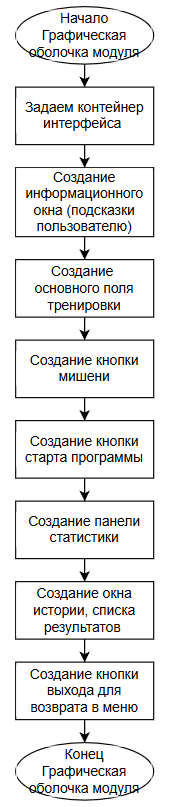 Начало
Графическая
оболочка модуля
Задаем контейнер
интерфейса
Создание
информационного
окна (подсказки
пользователю)
Создание
основного поля
тренировки
Создание кнопки
мишени
Создание кнопки
старта программы
Создание панели
статистики
Создание окна
истории, списка
результатов
Создание кнопки
выхода для
возврата в меню
Конец
Графическая
оболочка модуля